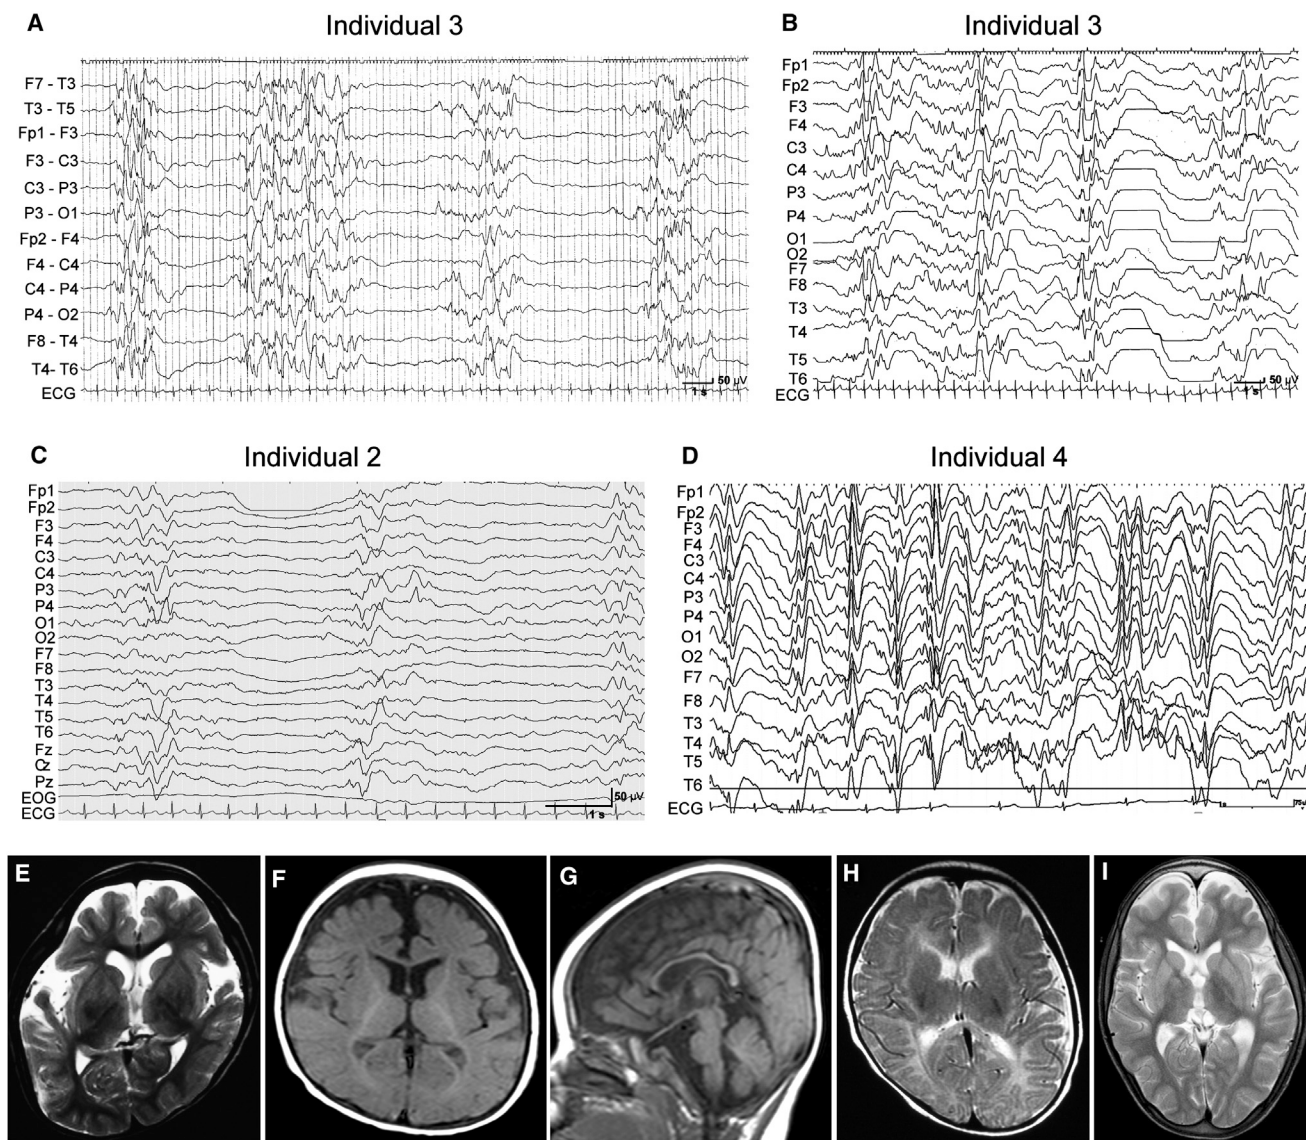 A
Individual 3
F7 - T3
T3 - T5
Fp1 - F3
F3 - C3
C3 - P3
P3 - O1
Fp2 - F4
F4 - C4
C4 - P4
P4 - O2
F8 - T4
T4- T6
ECG
50 µV
1 s
B
Individual 3
Fp1
Fp2
F3
F4
C3
C4
P3
P4
O1
O2
F7
F8
T3
T4
T5
T6
ECG
50 µV
1 s
C
Individual 2
Fp1
Fp2
F3
F4
C3
C4
P3
P4
O1
O2
F7
F8
T3
T4
T5
T6
Fz
Cz
Pz
EOG
ECG
50 µV
1 s
D
Individual 4
Fp1
Fp2
F3
F4
C3
C4
P3
P4
O1
O2
F7
F8
T3
T4
T5
T6
ECG
E
F
G
H
I